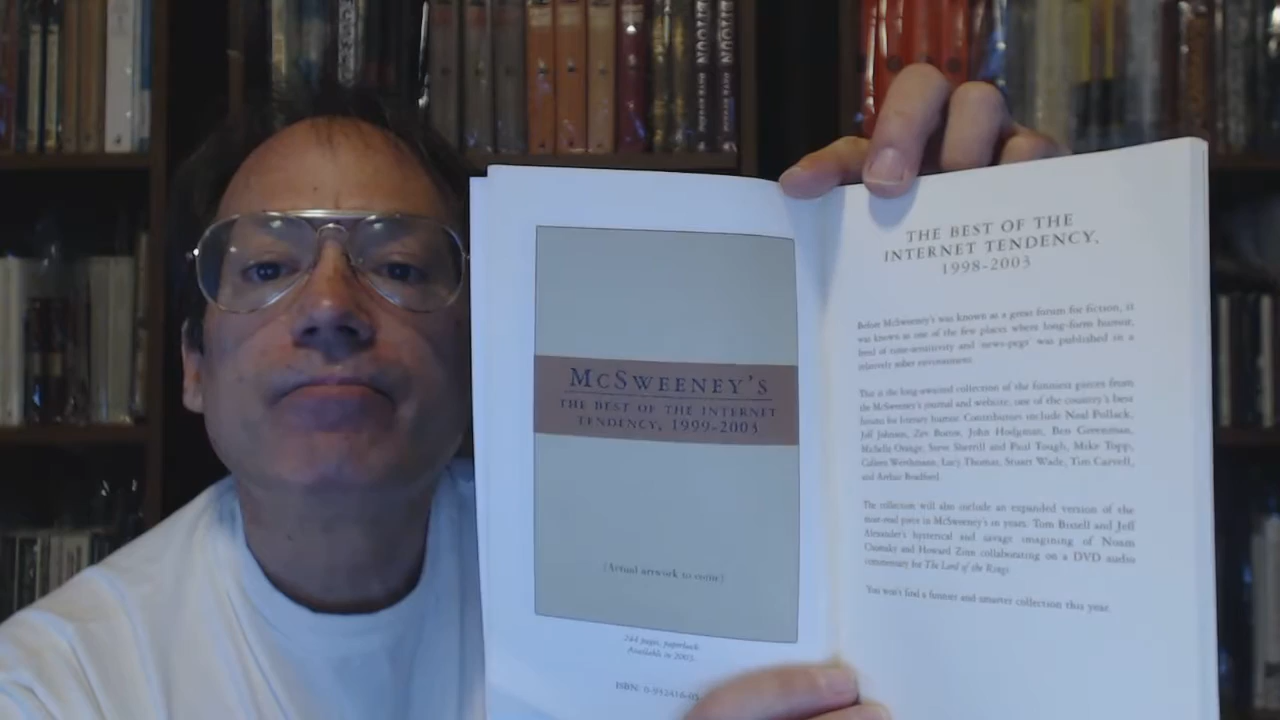 McSWEENEY'S
THE BEST OF THE INTERNET
TENDENCY, 1999-2003
(Actual artwork to come)
244 pages, paperback.
Available in 2003.
ISBN: 0-9
THE BEST OF THE
INTERNET TENDENCY,
1998-2003
Before McSweeney's was known as a great forum for fiction, it
was known as one of the few places where long-form humor,
level of and "news-pegs" was published in a
relatively sober environment.
This is the long-awaited collection of the funniest pieces from
the McSweeney's journal and website, one of the country's best
forums for literary humor. Contributors include Neal Pollack,
Jeff Johnson, Zev Borow, John Hodgman, Ben Greenman,
Michelle Orange, Steve Sherrill and Paul Tough, Mike Topp,
Colleen Werthmann, Lucy Thomas, Stuart Wade, Tim Carvell,
and Arthur Bradford.
The collection will also include an expanded version of the
most-read piece in McSweeney's in years, Tom Bissell and Jeff
Alexander's hysterical and savage imagining of Noam
Chomsky and Howard Zinn collaborating on a DVD audio
commentary for The Lord of the Rings.
You won't find a funnier and smarter collection this year.